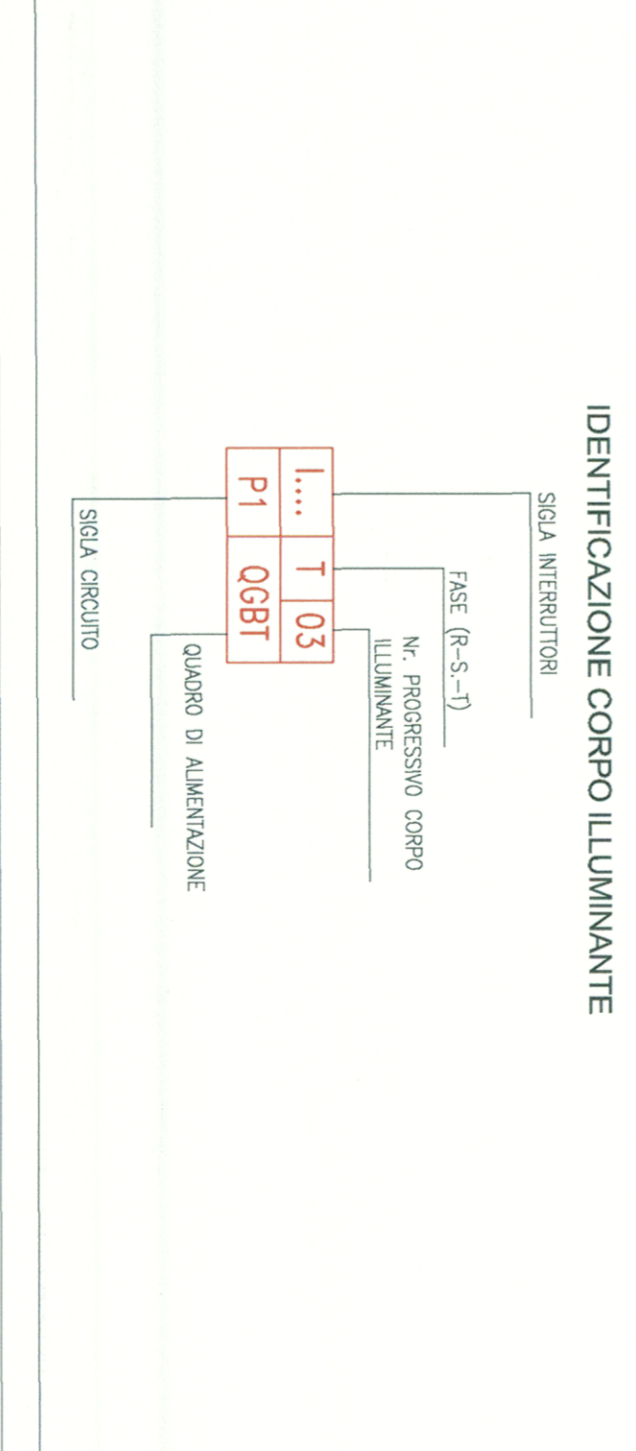 IDENTIFICAZIONE CORPO ILLUMINANTE
SIGLA INTERRUTTORI
FASE (R-S.-T)
Nr. PROGRESSIVO CORPO
ILLUMINANTE
I.... T 03
P1 QGBT
QUADRO DI ALIMENTAZIONE
SIGLA CIRCUITO